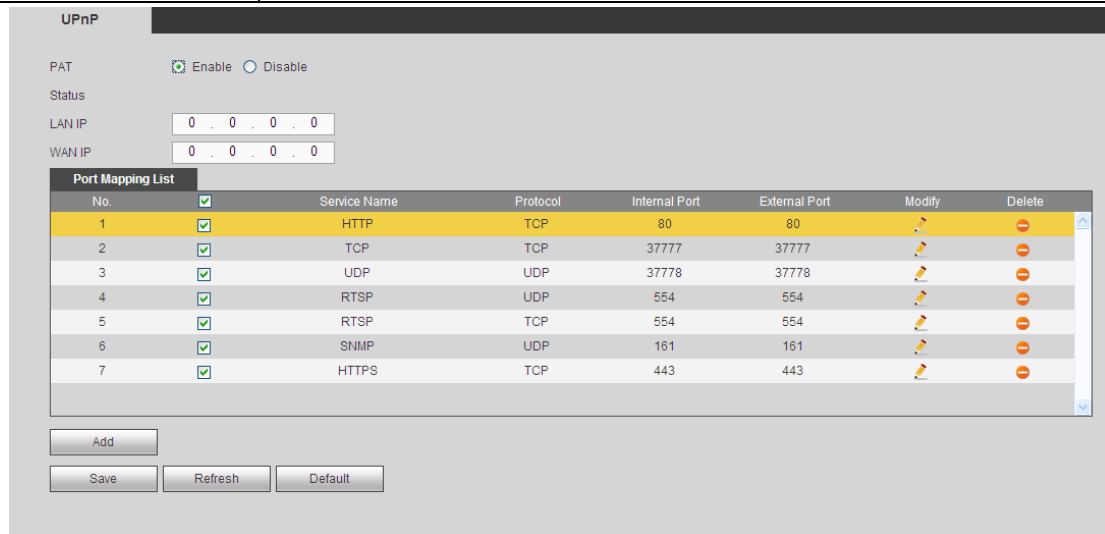 UPnP
PAT Enable Disable
Status
LAN IP 0 . 0 . 0 . 0
WAN IP 0 . 0 . 0 . 0
Port Mapping List
No. Service Name Protocol Internal Port External Port Modify Delete
1 HTTP TCP 80 80
2 TCP TCP 37777 37777
3 UDP UDP 37778 37778
4 RTSP UDP 554 554
5 RTSP TCP 554 554
6 SNMP UDP 161 161
7 HTTPS TCP 443 443
Add
Save Refresh Default